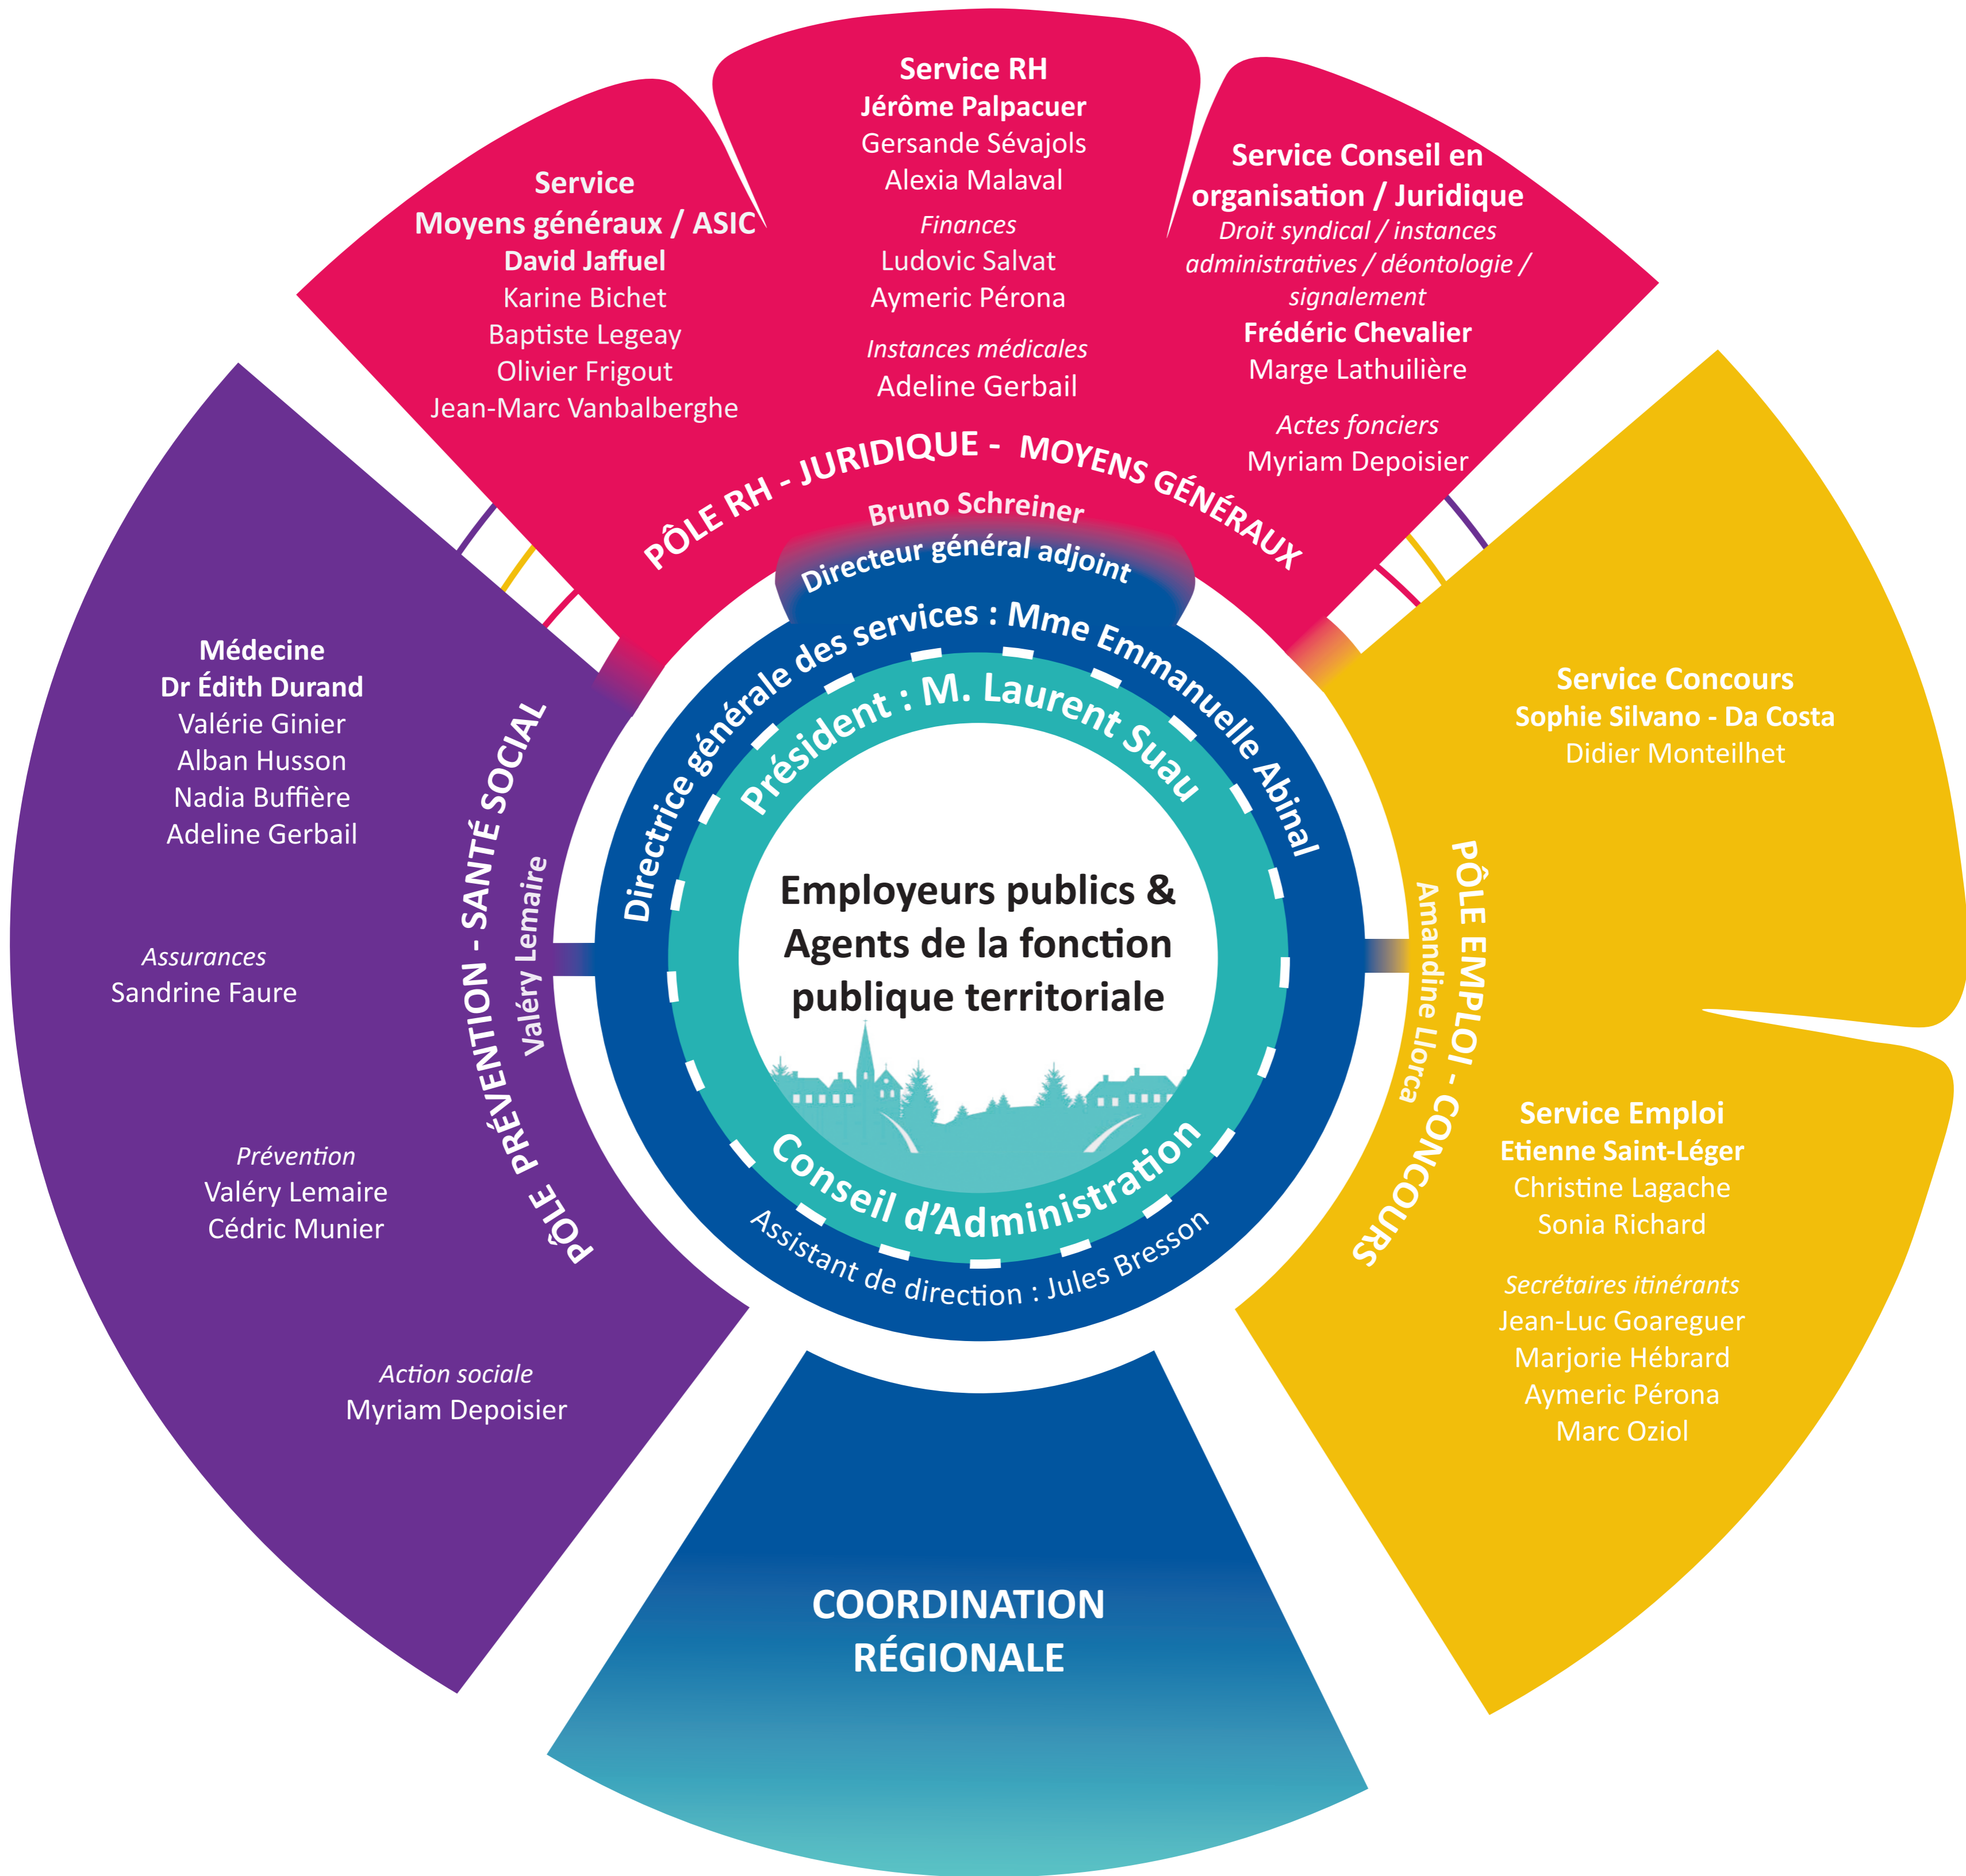 Service RH
Jérôme Palpacuer
Gersande Sévajols
Alexia Malaval
Finances
Ludovic Salvat
Aymeric Pérona
Instances médicales
Adeline Gerbail
Service
Moyens généraux / ASIC
David Jaffuel
Karine Bichet
Baptiste Legeay
Olivier Frigout
Jean-Marc Vanbalberghe
Service Conseil en
organisation / Juridique
Droit syndical / instances
administratives / déontologie /
signalement
Frédéric Chevalier
Marge Lathuilière
Actes fonciers
Myriam Depoisier
PÔLE RH - JURIDIQUE - MOYENS GÉNÉRAUX
Bruno Schreiner
Directeur général adjoint
Directrice générale des services : Mme Emmanuelle Abinal
Président : M. Laurent Suau
Employeurs publics &
Agents de la fonction
publique territoriale
Conseil d'Administration
Assistant de direction : Jules Bresson
Médecine
Dr Édith Durand
Valérie Ginier
Alban Husson
Nadia Buffière
Adeline Gerbail
Assurances
Sandrine Faure
Prévention
Valéry Lemaire
Cédric Munier
Action sociale
Myriam Depoisier
PÔLE PRÉVENTION - SANTÉ SOCIAL
Valéry Lemaire
PÔLE EMPLOI - CONCOURS
Amandine Llorca
Service Concours
Sophie Silvano - Da Costa
Didier Monteilhet
Service Emploi
Etienne Saint-Léger
Christine Lagache
Sonia Richard
Secrétaires itinérants
Jean-Luc Goareguer
Marjorie Hébrard
Aymeric Pérona
Marc Oziol
COORDINATION
RÉGIONALE